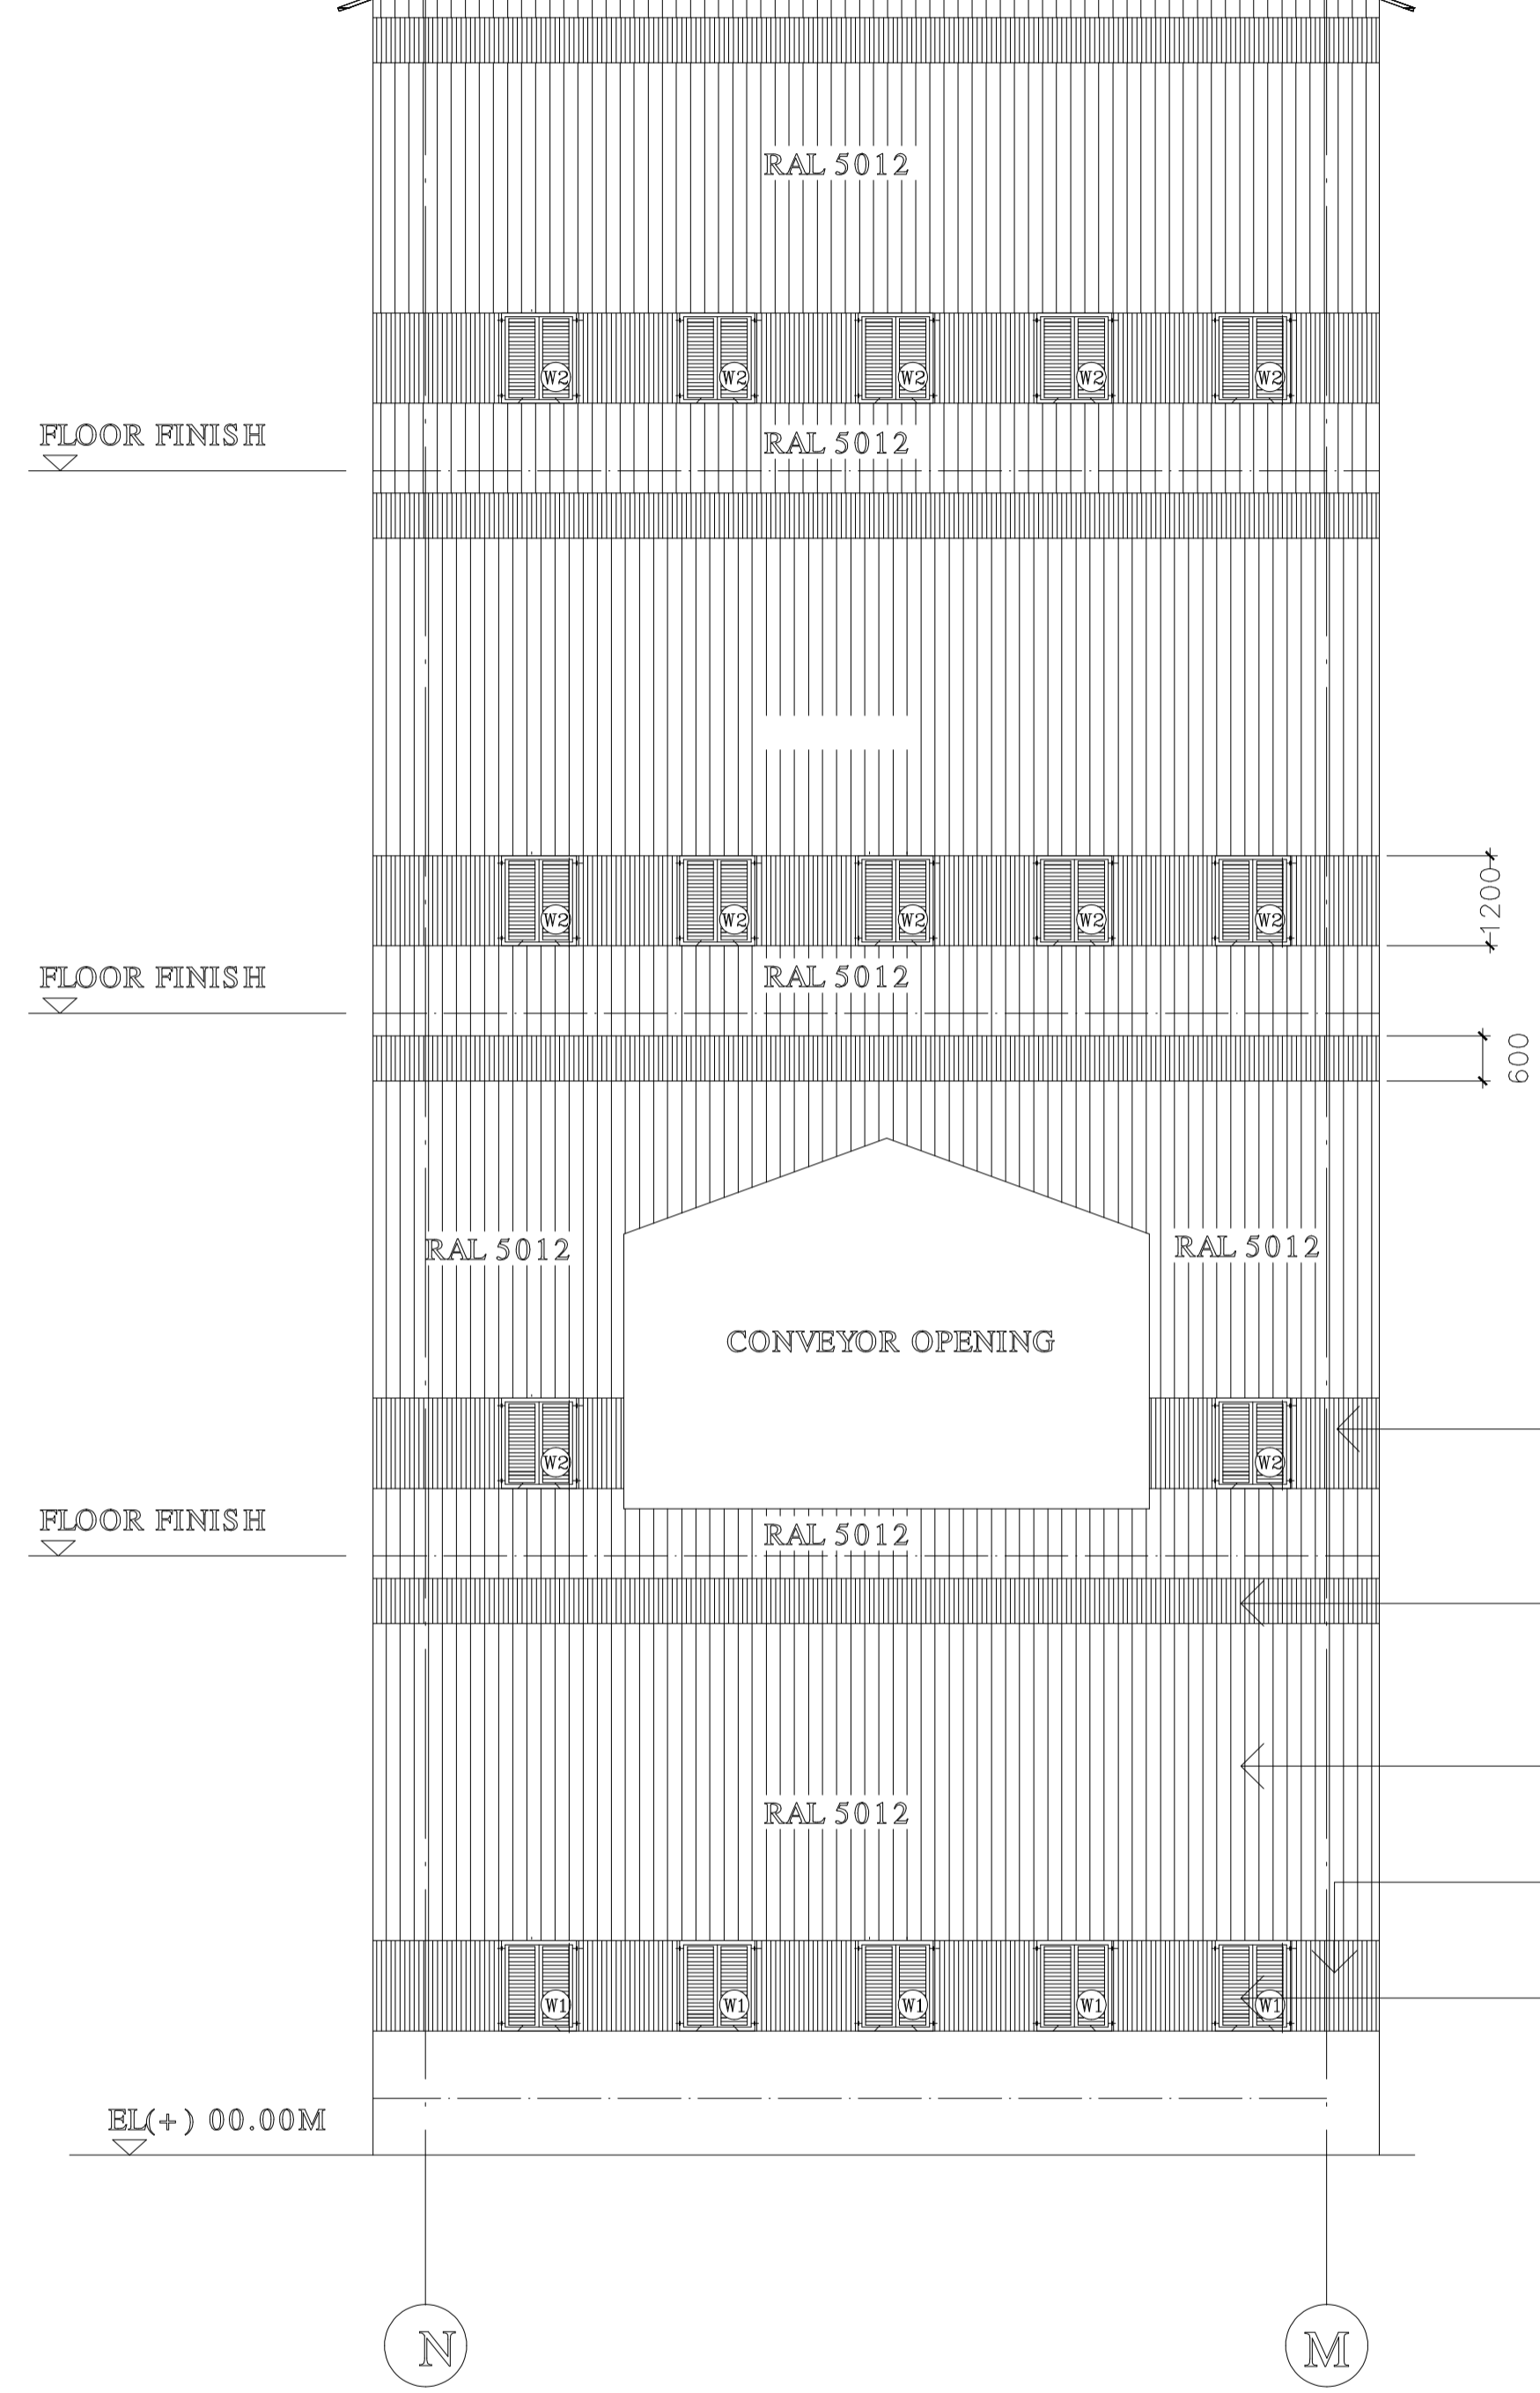 RAL 5012
W2 W2 W2 W2 W2
FLOOR FINISH
RAL 5012
W2 W2 W2 W2 W2
1200
FLOOR FINISH
RAL 5012
600
RAL 5012
RAL 5012
CONVEYOR OPENING
W2 W2
FLOOR FINISH
RAL 5012
RAL 5012
W1 W1 W1 W1 W1
EL(+) 00.00M
N
M